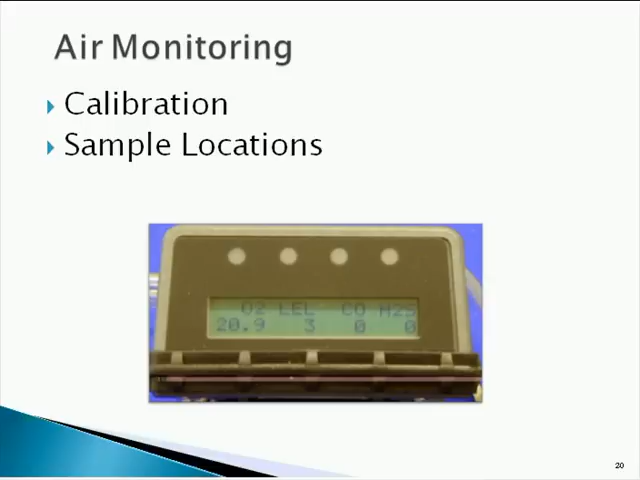 Air Monitoring
Calibration
Sample Locations
O2 LEL CO H2S
20.9 3 0 0
20